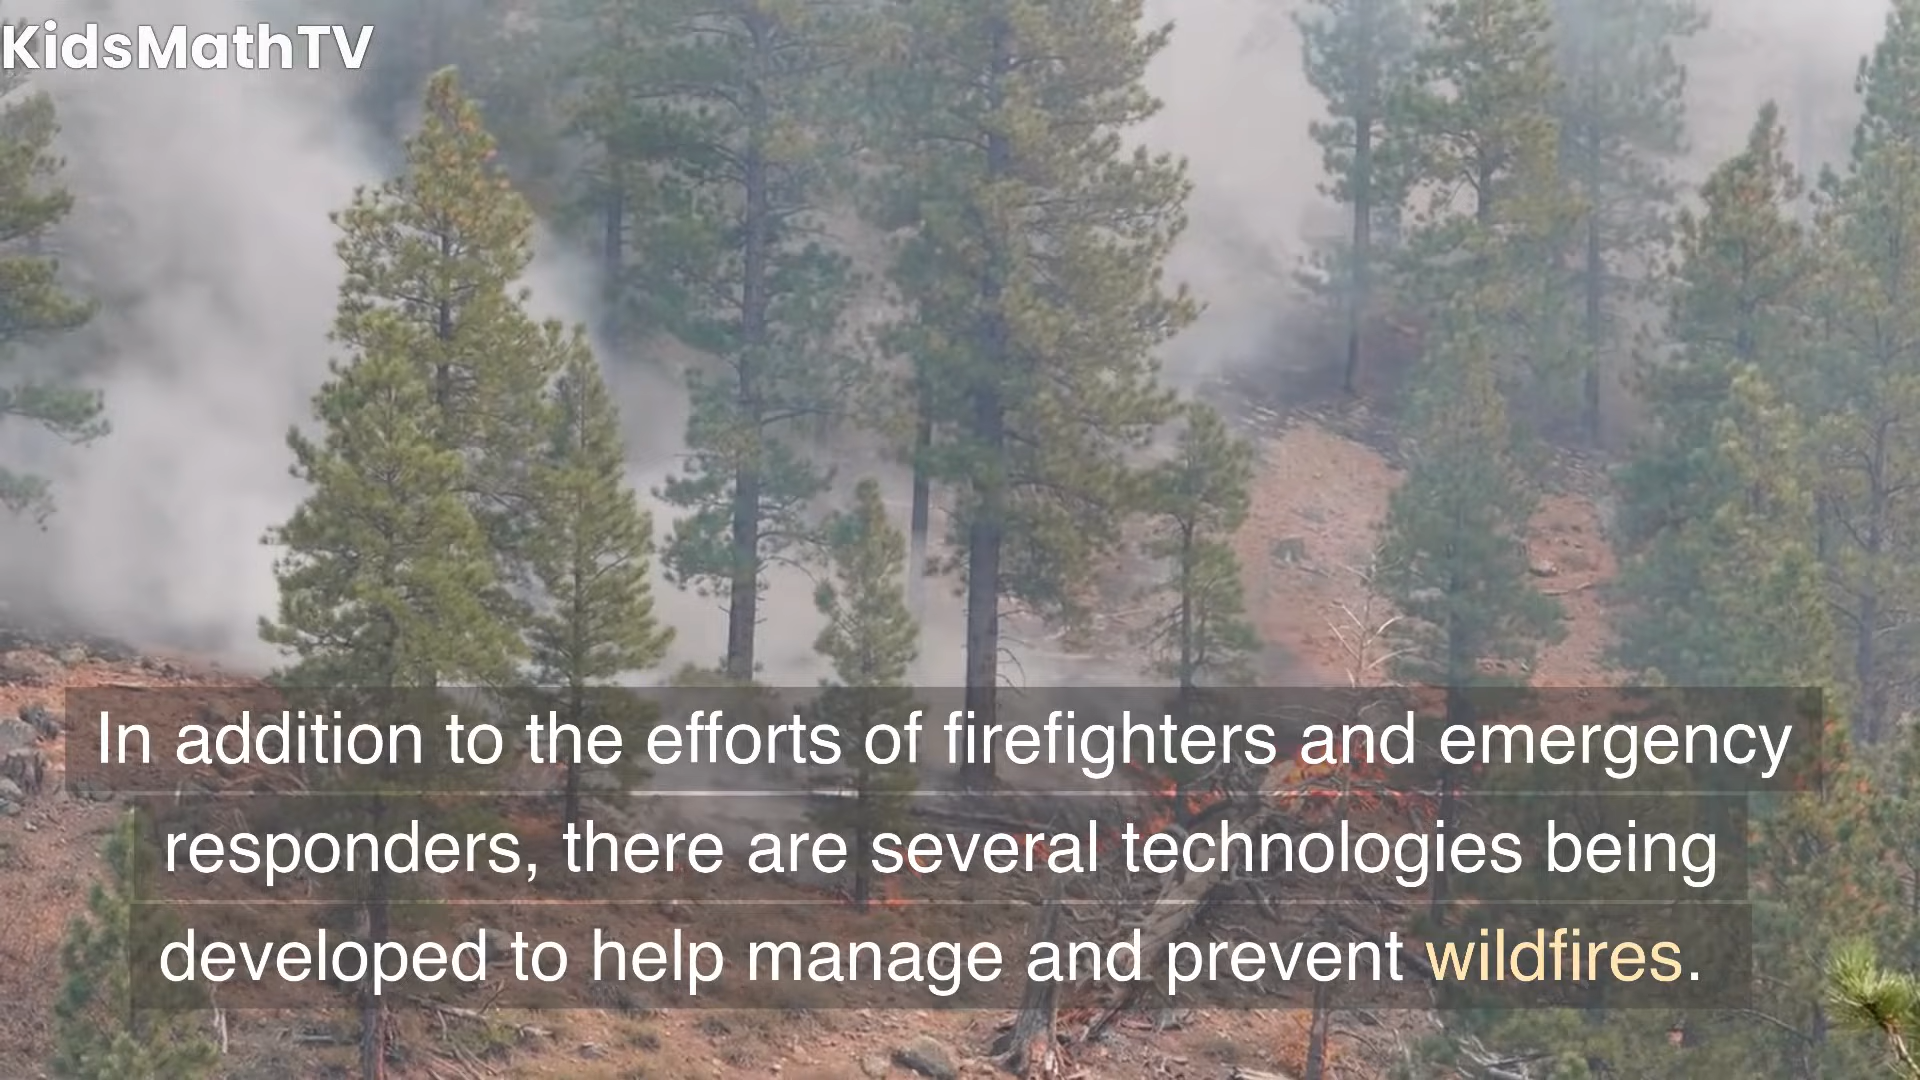 KidsMathTV
In addition to the efforts of firefighters and emergency
responders, there are several technologies being
developed to help manage and prevent wildfires.